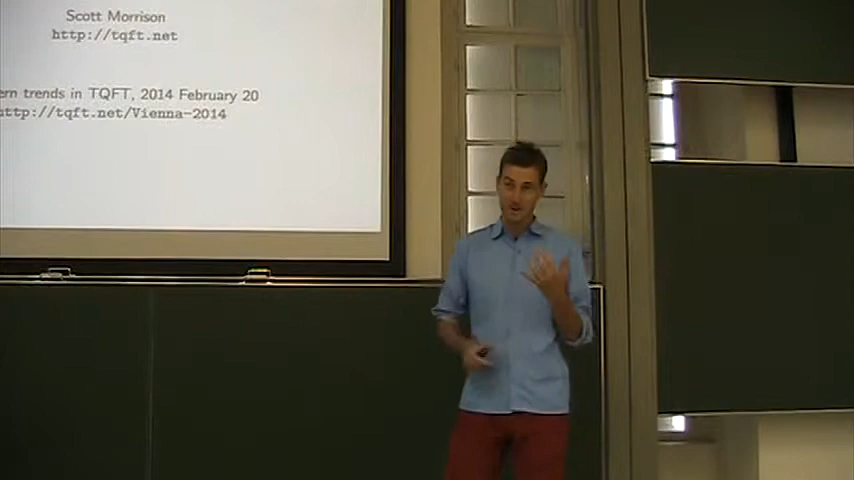 Scott Morrison
http://tqft.net
ern trends in TQFT, 2014 February 20
http://tqft.net/Vienna-2014